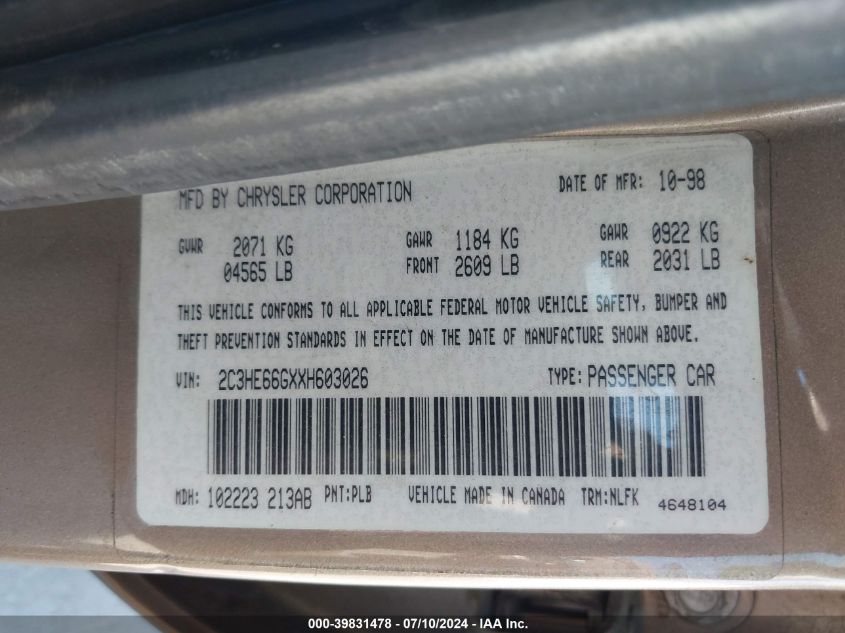 MFD BY CHRYSLER CORPORATION DATE OF MFR: 10-98
GVWR 2071 KG GAWR 1184 KG GAWR 0922 KG
04565 LB FRONT 2609 LB REAR 2031 LB
THIS VEHICLE CONFORMS TO ALL APPLICABLE FEDERAL MOTOR VEHICLE SAFETY, BUMPER AND
THEFT PREVENTION STANDARDS IN EFFECT ON THE DATE OF MANUFACTURE SHOWN ABOVE.
VIN: 2C3HE66GXXH603026 TYPE: PASSENGER CAR
MDH: 102223 213AB PNT:PLB VEHICLE MADE IN CANADA TRM:NLFK 4648104
000-39831478 - 07/10/2024 - IAA Inc.